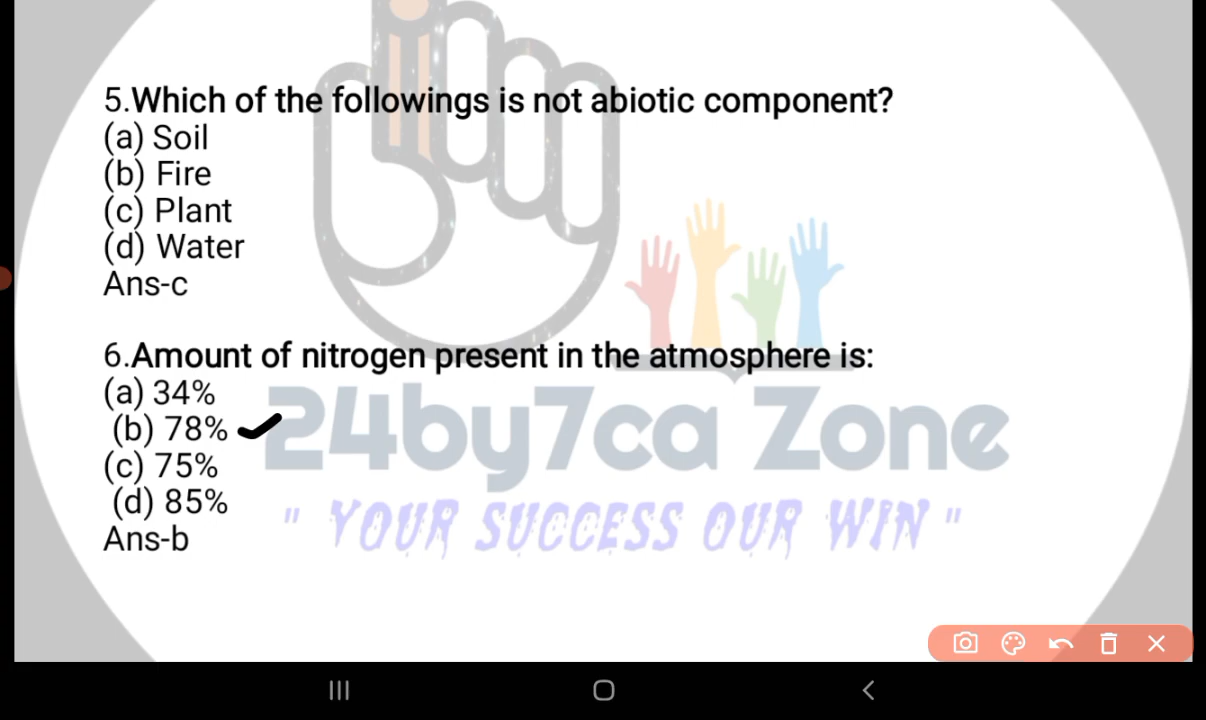 5.Which of the followings is not abiotic component?
(a) Soil
(b) Fire
(c) Plant
(d) Water
Ans-c
6.Amount of nitrogen present in the atmosphere is:
(a) 34%
(b) 78%
(c) 75%
(d) 85%
Ans-b
24by7ca Zone
" YOUR SUCCESS OUR WIN "